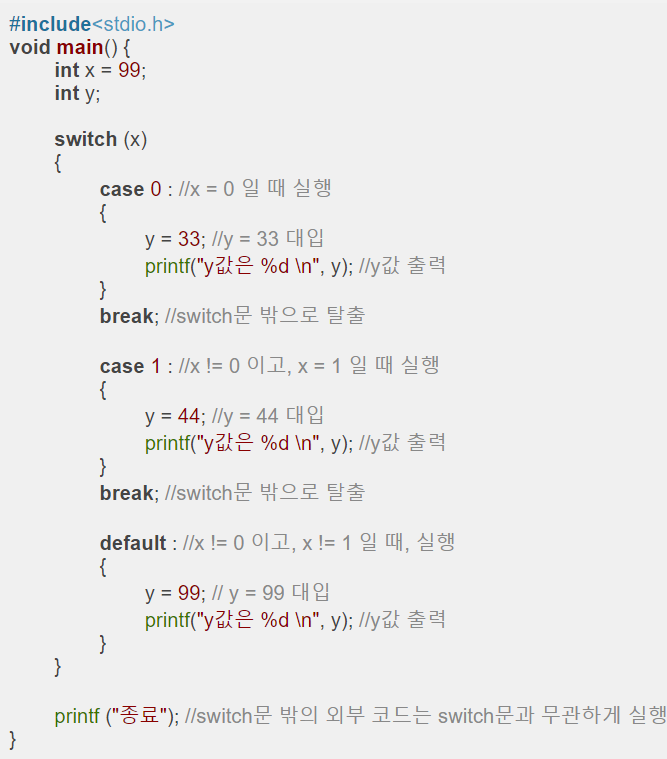 #include<stdio.h>
void main() {
int x = 99;
int y;
switch (x)
{
case 0 : //x = 0 일 때 실행
{
y = 33; //y = 33 대입
printf("y값은 %d \n", y); //y값 출력
}
break; //switch문 밖으로 탈출
case 1 : //x != 0 이고, x = 1 일 때 실행
{
y = 44; //y = 44 대입
printf("y값은 %d \n", y); //y값 출력
}
break; //switch문 밖으로 탈출
default : //x != 0 이고, x != 1 일 때, 실행
{
y = 99; // y = 99 대입
printf("y값은 %d \n", y); //y값 출력
}
}
printf ("종료"); //switch문 밖의 외부 코드는 switch문과 무관하게 실행
}